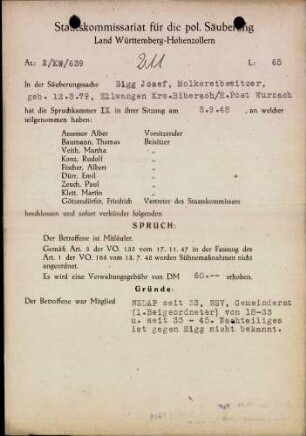 Staatskommissariat für die pol. Säuberung
Land Württemberg-Hohenzollern
Az: 2/KW/639
L: 65
In der Säuberungssache Sigg Josef, Molkereibesitzer,
geb. 12.3.79, Ellwangen Krs.Biberach/E.Post Wurzach
hat die Spruchkammer IX in ihrer Sitzung am 3.9.48 , an welcher
teilgenommen haben:
Assessor Alber Vorsitzender
Baumann, Thomas Beisitzer
Veith, Martha "
Konz, Rudolf "
Fischer, Albert "
Dürr, Emil "
Zesch, Paul "
Klett, Martin "
Götzendörfer, Friedrich Vertreter des Staatskommissars
beschlossen und sofort verkündet folgenden
SPRUCH:
Der Betroffene ist Mitläufer.
Gemäß Art. 3 der VO. 132 vom 17. 11. 47 in der Fassung des
Art. 1 der VO. 165 vom 13. 7. 48 werden Sühnemaßnahmen nicht
angeordnet.
Es wird eine Verwaltungsgebühr von DM 60.-- erhoben.
Gründe:
Der Betroffene war Mitglied NSDAP seit 33, NSV, Gemeinderat
(1.Beigeordneter) von 18-33
u. seit 33 - 45. Nachteiliges
ist gegen Sigg nicht bekannt.